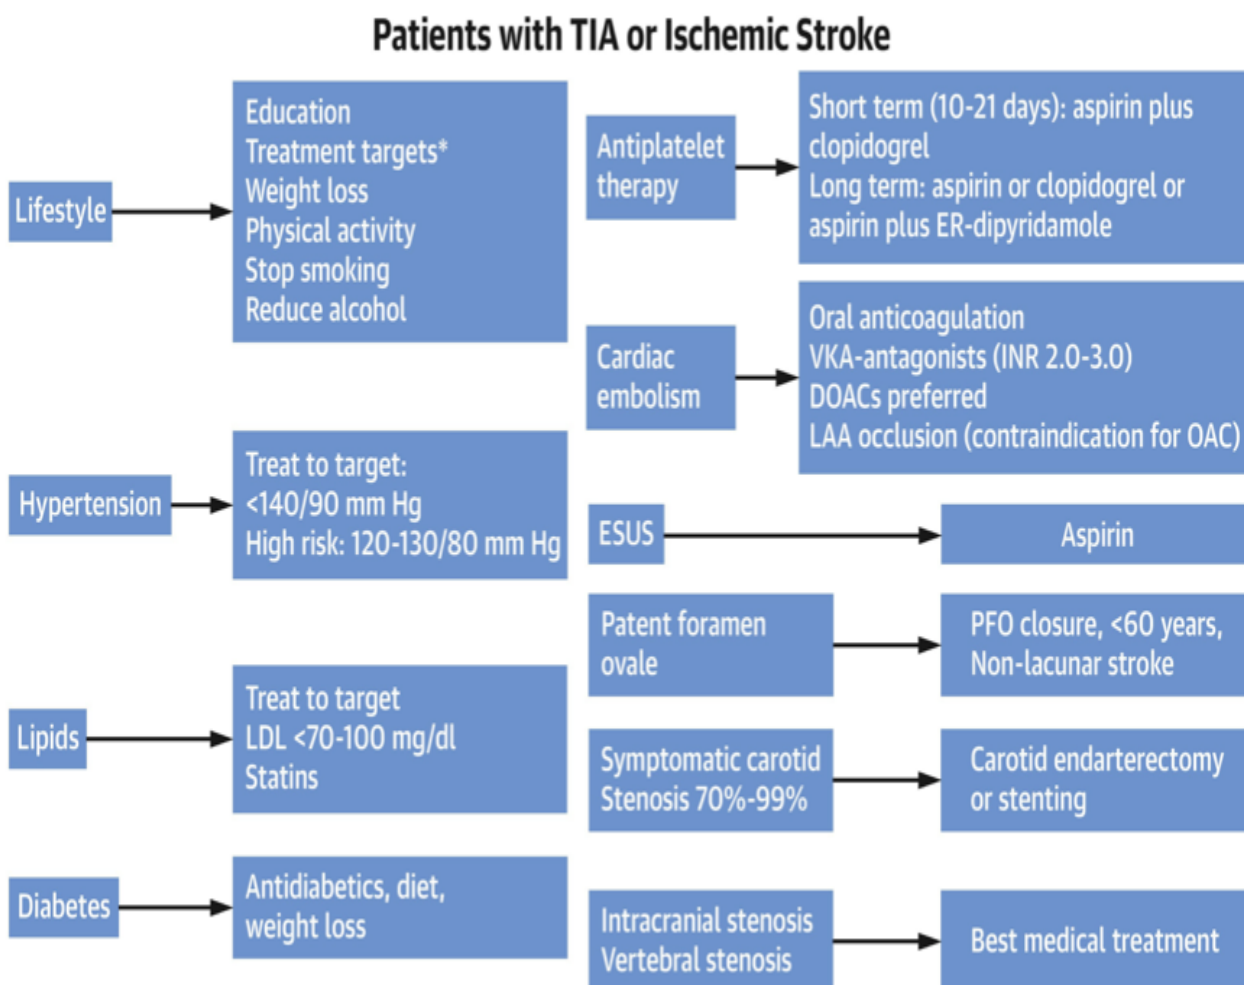 Patients with TIA or Ischemic Stroke
Lifestyle
Education
Treatment targets*
Weight loss
Physical activity
Stop smoking
Reduce alcohol
Hypertension
Treat to target:
<140/90 mm Hg
High risk: 120-130/80 mm Hg
Lipids
Treat to target
LDL <70-100 mg/dl
Statins
Diabetes
Antidiabetics, diet,
weight loss
Antiplatelet
therapy
Short term (10-21 days): aspirin plus
clopidogrel
Long term: aspirin or clopidogrel or
aspirin plus ER-dipyridamole
Cardiac
embolism
Oral anticoagulation
VKA-antagonists (INR 2.0-3.0)
DOACs preferred
LAA occlusion (contraindication for OAC)
ESUS
Aspirin
Patent foramen
ovale
PFO closure, <60 years,
Non-lacunar stroke
Symptomatic carotid
Stenosis 70%-99%
Carotid endarterectomy
or stenting
Intracranial stenosis
Vertebral stenosis
Best medical treatment